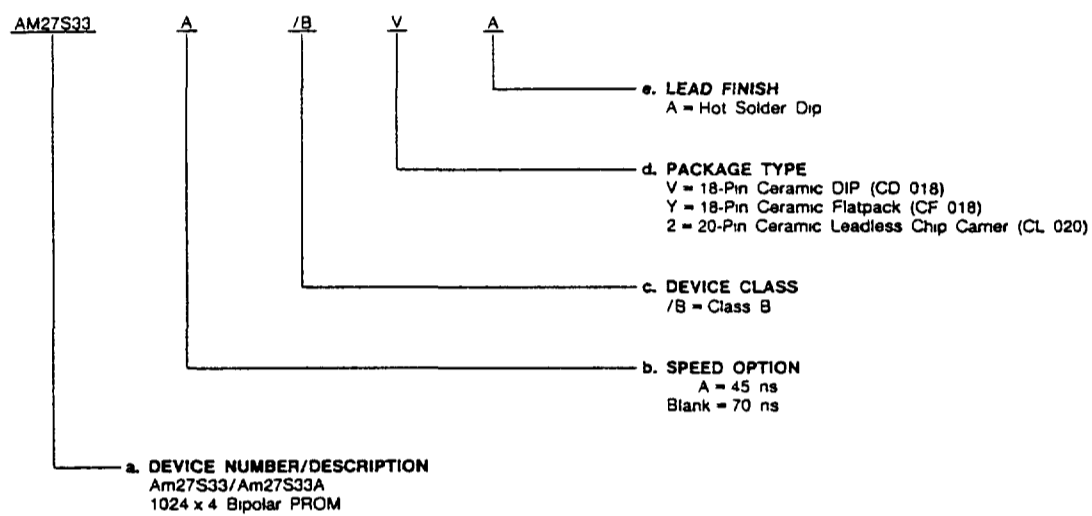 AM27S33 A /B V A
e. LEAD FINISH
A = Hot Solder Dip
d. PACKAGE TYPE
V = 18-Pin Ceramic DIP (CD 018)
Y = 18-Pin Ceramic Flatpack (CF 018)
2 = 20-Pin Ceramic Leadless Chip Carrier (CL 020)
c. DEVICE CLASS
/B = Class B
b. SPEED OPTION
A = 45 ns
Blank = 70 ns
a. DEVICE NUMBER/DESCRIPTION
Am27S33/Am27S33A
1024 x 4 Bipolar PROM